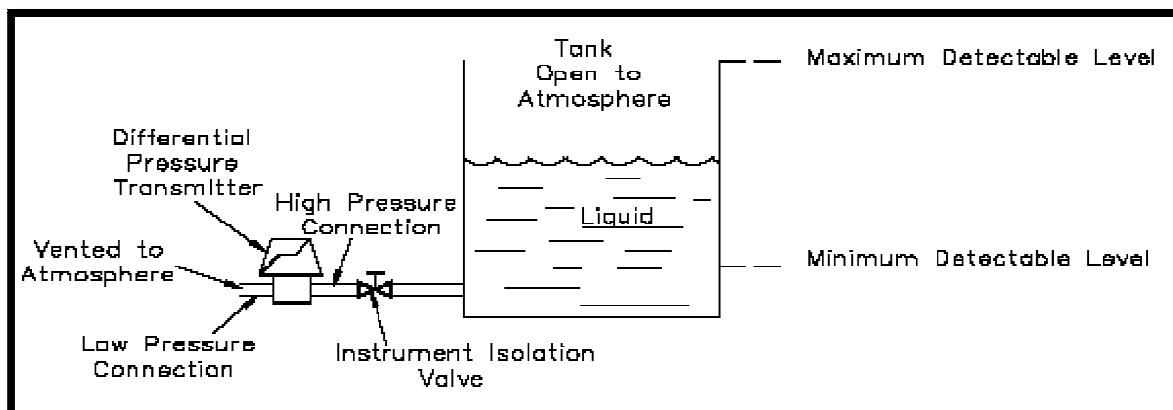 Tank
Open to
Atmosphere
Maximum Detectable Level
Differential
Pressure
Transmitter
High Pressure
Connection
Liquid
Vented to
Atmosphere
Minimum Detectable Level
Low Pressure
Connection
Instrument Isolation
Valve